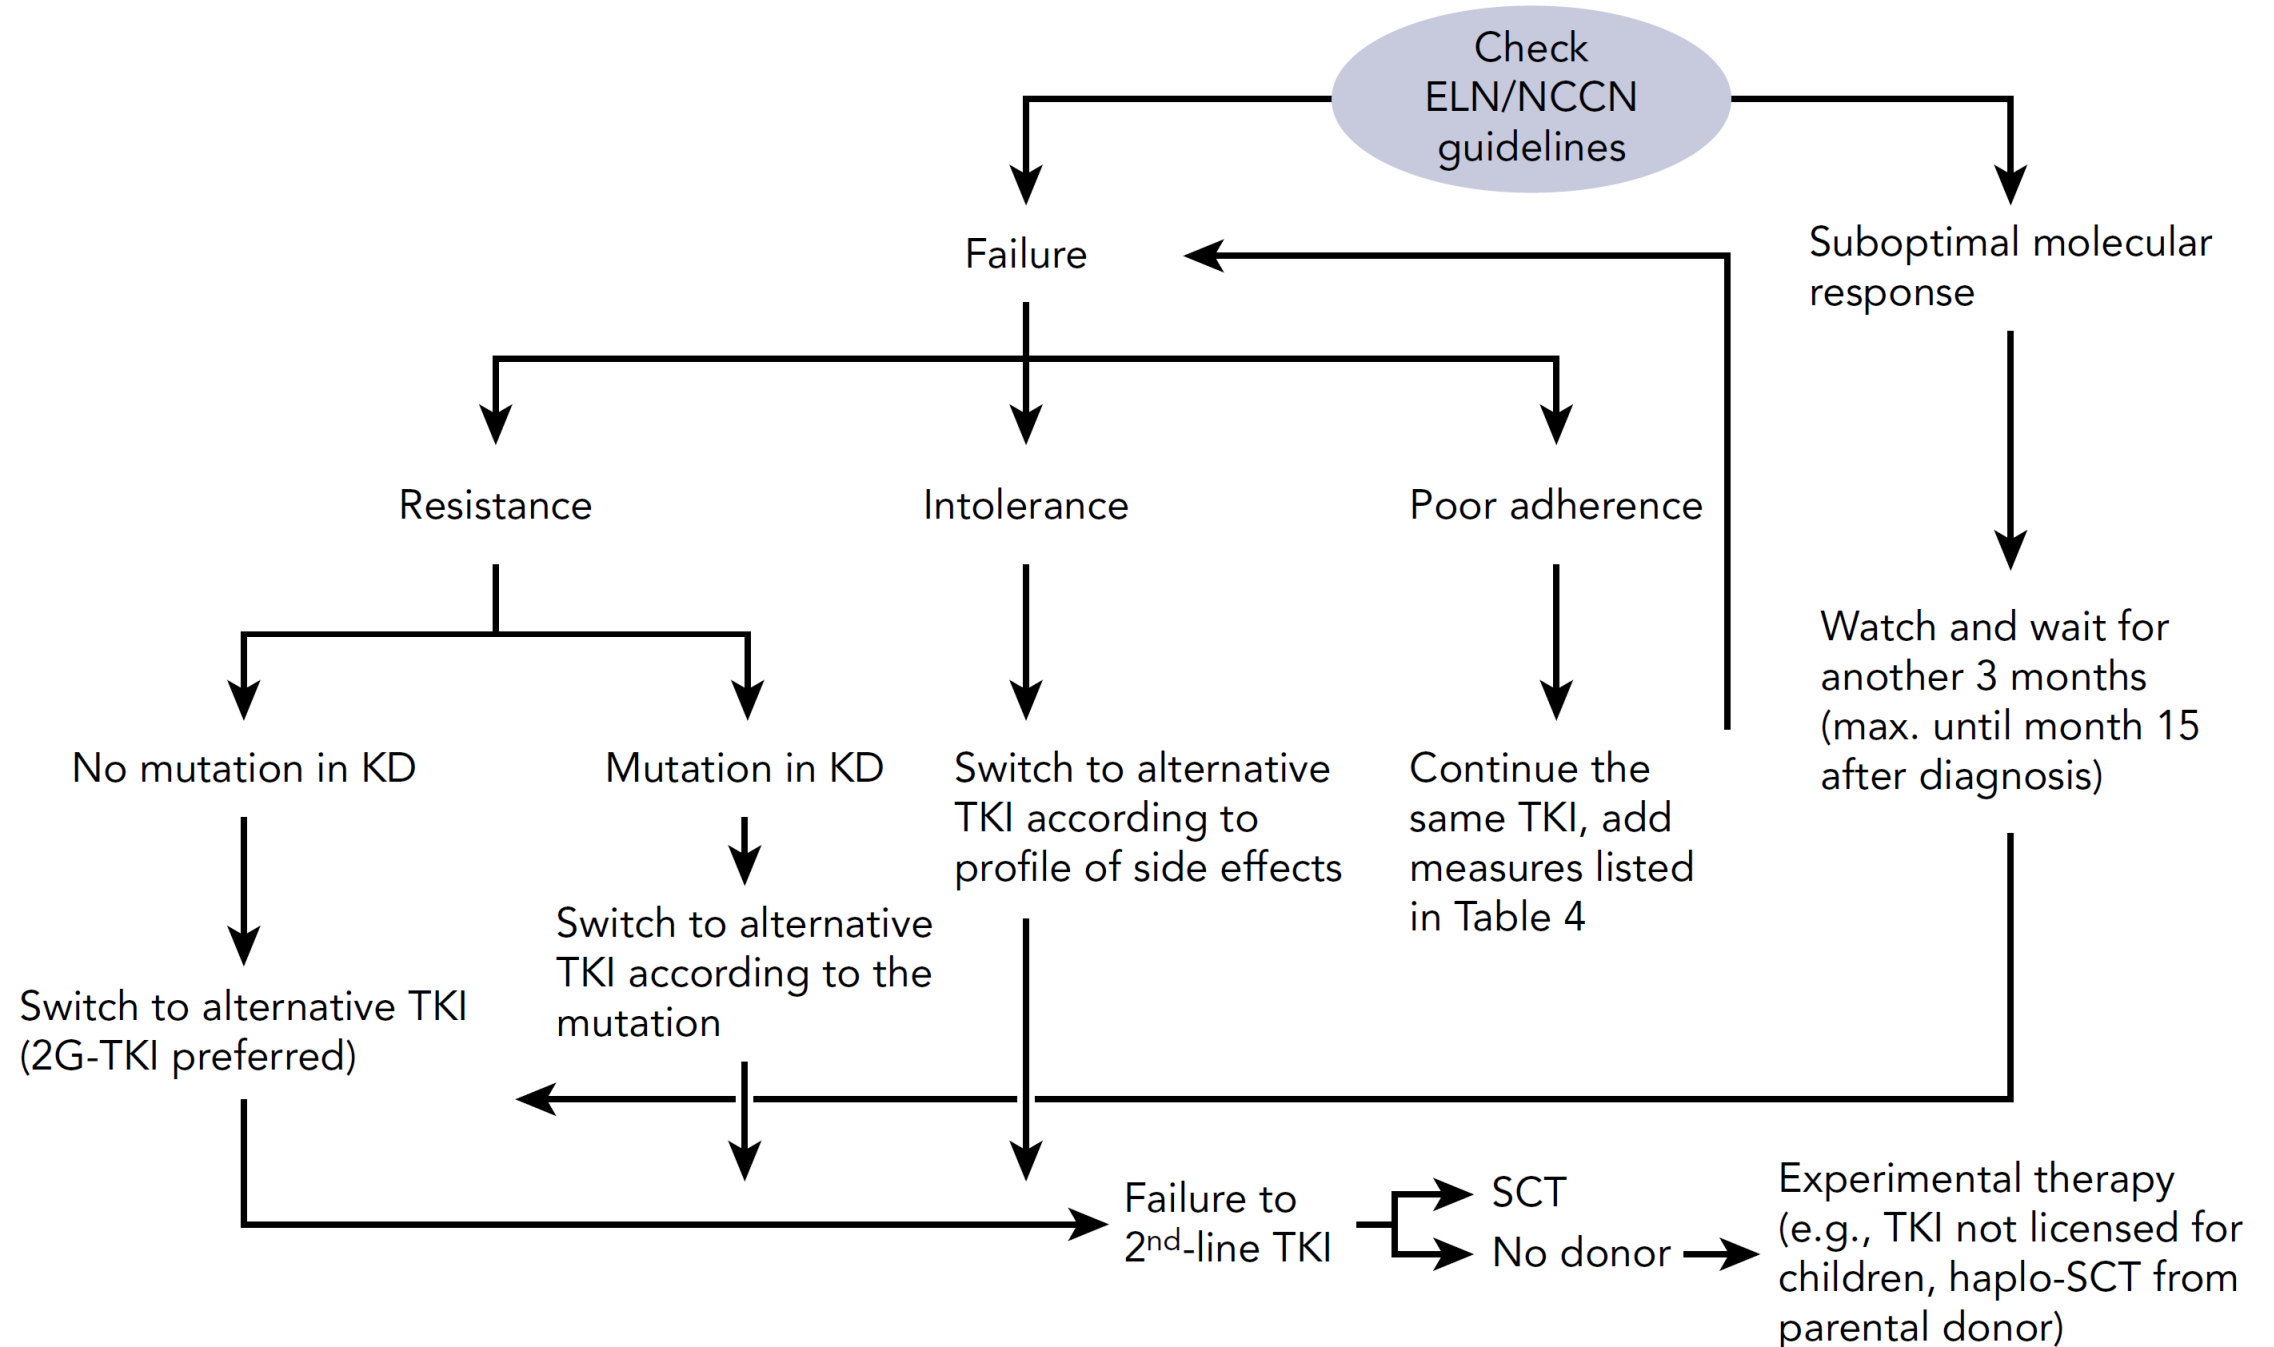 Check
ELN/NCCN
guidelines
Failure
Suboptimal molecular
response
Resistance
Intolerance
Poor adherence
Watch and wait for
another 3 months
(max. until month 15
after diagnosis)
No mutation in KD
Mutation in KD
Switch to alternative
TKI according to
profile of side effects
Continue the
same TKI, add
measures listed
in Table 4
Switch to alternative
TKI according to the
mutation
Switch to alternative TKI
(2G-TKI preferred)
Failure to
2nd-line TKI
SCT
No donor
Experimental therapy
(e.g., TKI not licensed for
children, haplo-SCT from
parental donor)